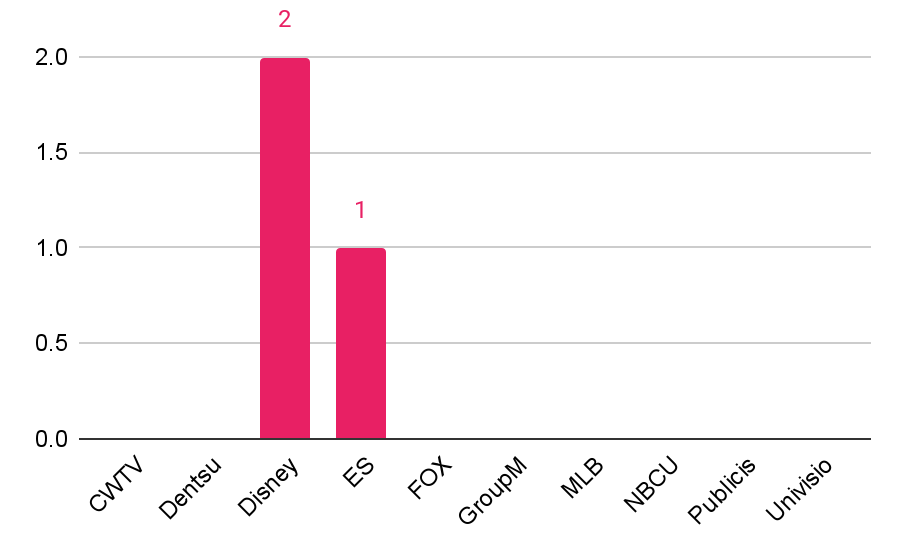 2
2.0
1.5
1
1.0
0.5
0.0
CWTV
Dentsu
Disney
ES
FOX
GroupM
MLB
NBCU
Publicis
Univisio